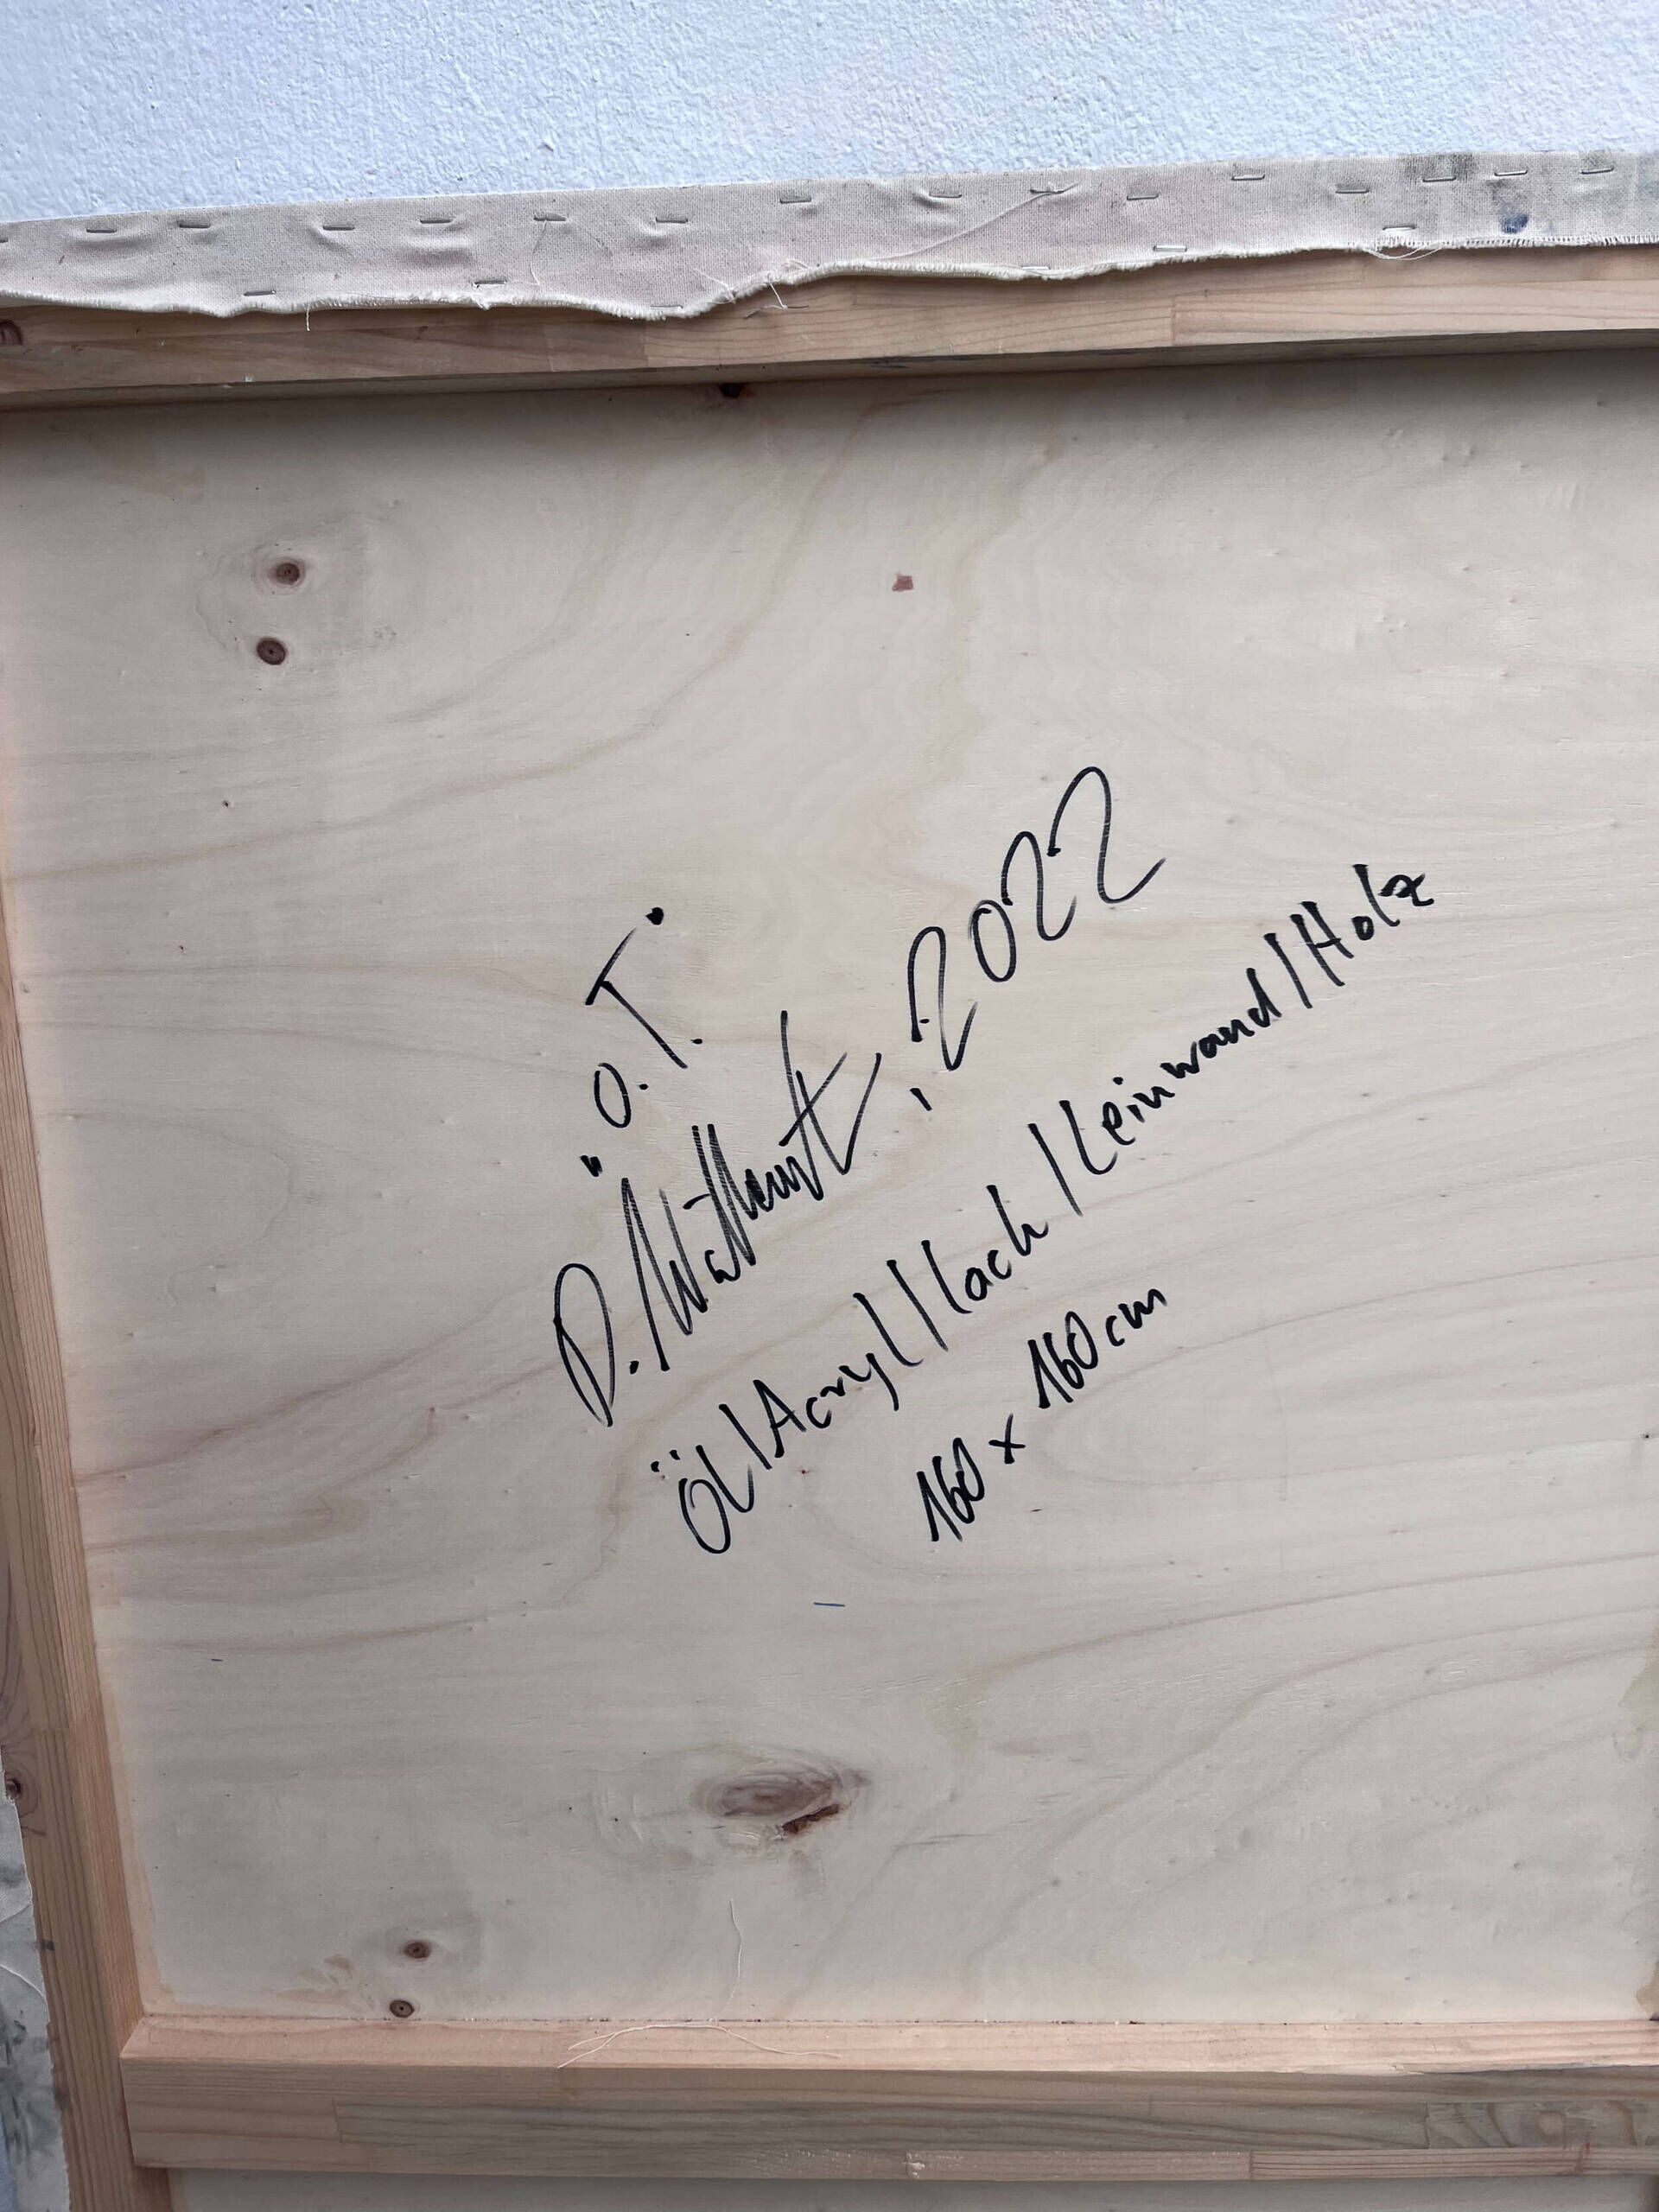 "O.T."
D. , 2022
ÖL/Acryl/lack/Leinwand/Holz
160 x 160 cm